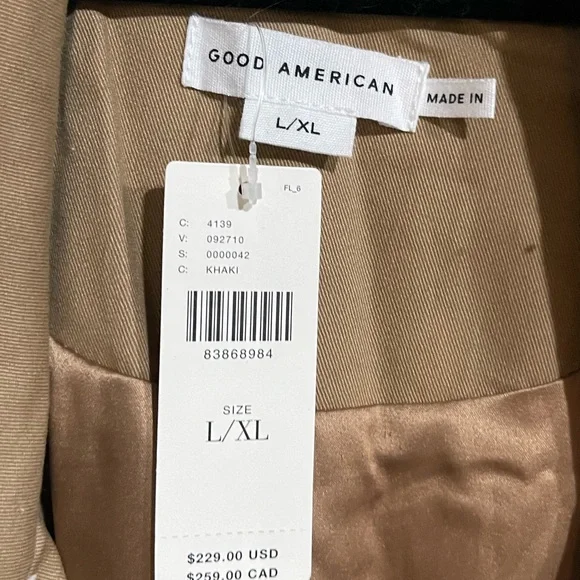 GOOD AMERICAN
MADE IN
L/XL
FL_6
C: 4139
V: 092710
S: 0000042
C: KHAKI
83868984
SIZE
L/XL
$229.00 USD
$259.00 CAD